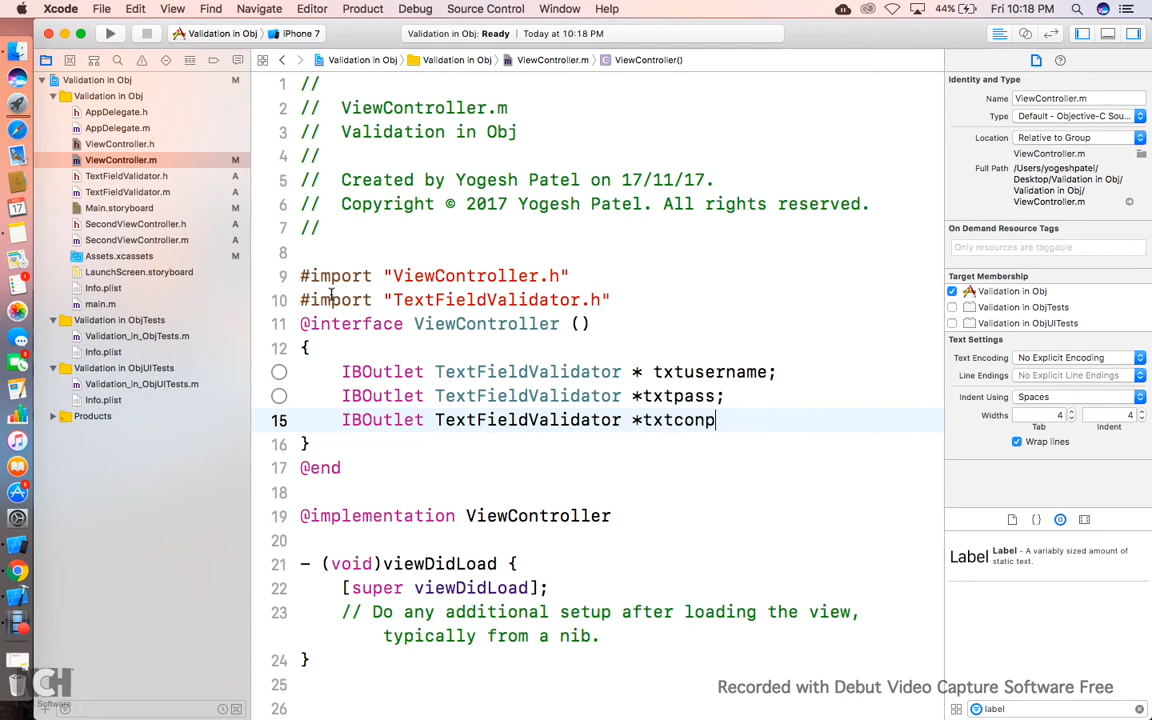 Xcode File Edit View Find Navigate Editor Product Debug Source Control Window Help 44% Fri 10:18 PM
Validation in Obj iPhone 7 Validation in Obj: Ready Today at 10:18 PM
Validation in Obj Validation in Obj ViewController.m ViewController()
Validation in Obj M
Validation in Obj
AppDelegate.h
AppDelegate.m
ViewController.h
ViewController.m M
TextFieldValidator.h A
TextFieldValidator.m A
Main.storyboard M
SecondViewController.h A
SecondViewController.m A
Assets.xcassets M
LaunchScreen.storyboard
Info.plist
main.m
Validation in ObjTests
Validation_in_ObjTests.m
Info.plist
Validation in ObjUITests
Validation_in_ObjUITests.m
Info.plist
Products
1 //
2 // ViewController.m
3 // Validation in Obj
4 //
5 // Created by Yogesh Patel on 17/11/17.
6 // Copyright © 2017 Yogesh Patel. All rights reserved.
7 //
8
9 #import "ViewController.h"
10 #import "TextFieldValidator.h"
11 @interface ViewController ()
12 {
IBOutlet TextFieldValidator * txtusername;
IBOutlet TextFieldValidator *txtpass;
15 IBOutlet TextFieldValidator *txtconp
16 }
17 @end
18
19 @implementation ViewController
20
21 - (void)viewDidLoad {
22 [super viewDidLoad];
23 // Do any additional setup after loading the view,
typically from a nib.
24 }
25
26
Identity and Type
Name ViewController.m
Type Default - Objective-C Sou...
Location Relative to Group
ViewController.m
Full Path /Users/yogeshpatel/
Desktop/Validation in Obj/
Validation in Obj/
ViewController.m
On Demand Resource Tags
Only resources are taggable
Target Membership
Validation in Obj
Validation in ObjTests
Validation in ObjUITests
Text Settings
Text Encoding No Explicit Encoding
Line Endings No Explicit Line Endings
Indent Using Spaces
Widths 4 4
Tab Indent
Wrap lines
Label Label - A variably sized amount of
static text.
label
Recorded with Debut Video Capture Software Free